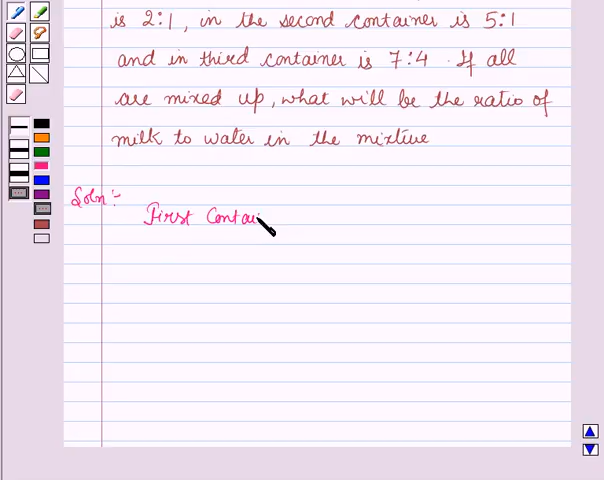 is 2:1, in the second container is 5:1
and in third container is 7:4. If all
are mixed up, what will be the ratio of
milk to water in the mixture
Soln:-
First Contai